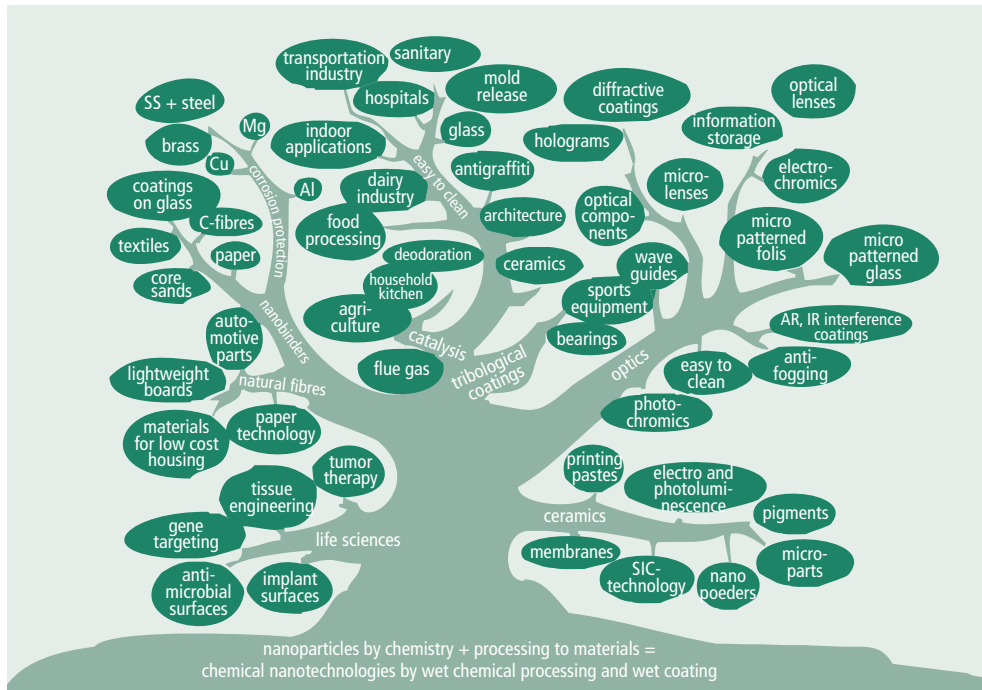 transportation
industry
sanitary
hospitals
mold
release
SS + steel
Mg
brass
Cu
indoor
applications
glass
easy to clean
antigraffiti
corrosion protection
Al
dairy
industry
food
processing
architecture
deodoration
ceramics
household
kitchen
agri-
culture
catalysis
flue gas
coatings
on glass
C-fibres
textiles
paper
core
sands
nanobinders
auto-
motive
parts
lightweight
boards
natural fibres
materials
for low cost
housing
paper
technology
diffractive
coatings
optical
lenses
information
storage
holograms
micro-
lenses
electro-
chromics
optical
compo-
nents
micro
patterned
folis
micro
patterned
glass
wave
guides
sports
equipment
bearings
tribological
coatings
optics
AR, IR interference
coatings
easy to
clean
anti-
fogging
photo-
chromics
tumor
therapy
tissue
engineering
gene
targeting
life sciences
anti-
microbial
surfaces
implant
surfaces
printing
pastes
electro and
photolumi-
nescence
pigments
ceramics
membranes
SIC-
technology
nano
poeders
micro-
parts
nanoparticles by chemistry + processing to materials =
chemical nanotechnologies by wet chemical processing and wet coating